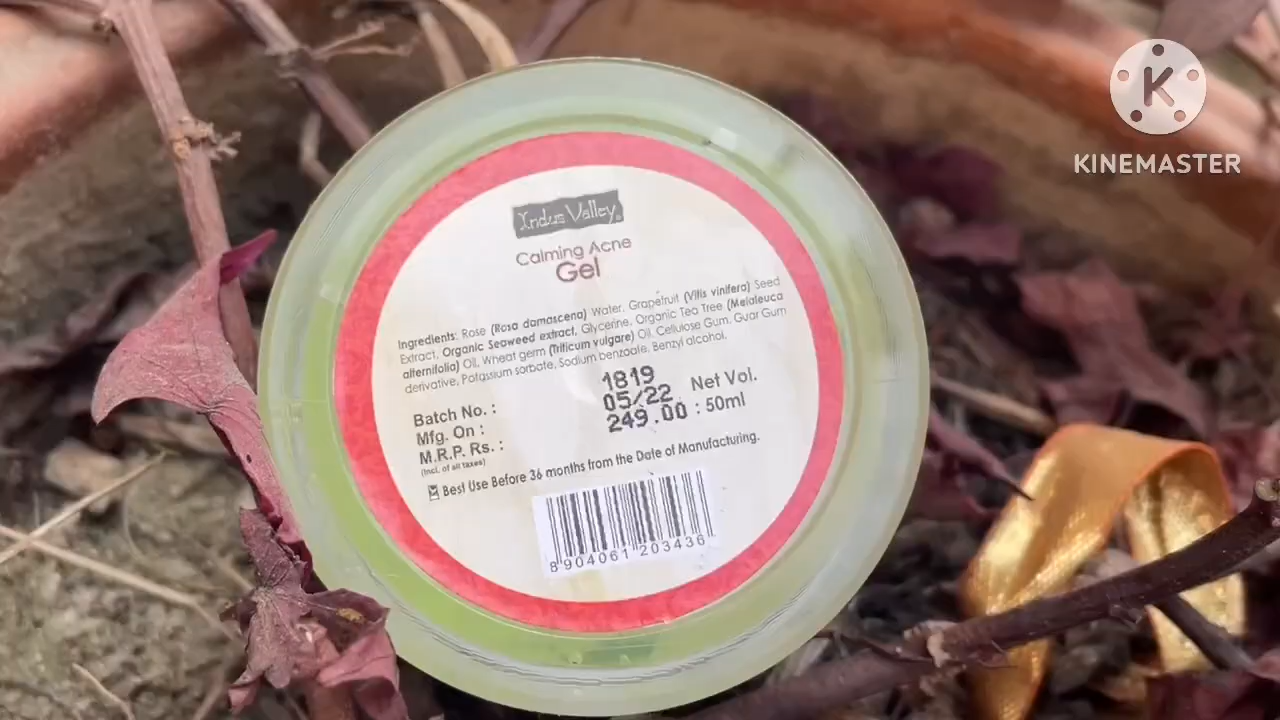 Indus Valley®
Calming Acne
Gel
Ingredients: Rose (Rosa damascena) Water, Grapefruit (Vitis vinifera) Seed
Extract, Organic Seaweed extract, Glycerine, Organic Tea Tree (Melaleuca
alternifolia) Oil, Wheat germ (Triticum vulgare) Oil, Cellulose Gum, Guar Gum
derivative, Potassium sorbate, Sodium benzoate, Benzyl alcohol.
Batch No. : 1819
Mfg. On : 05/22 Net Vol.
M.R.P. Rs. : 249.00 : 50ml
(Incl. of all taxes)
Best Use Before 36 months from the Date of Manufacturing.
8 904061 203436
K
KINEMASTER